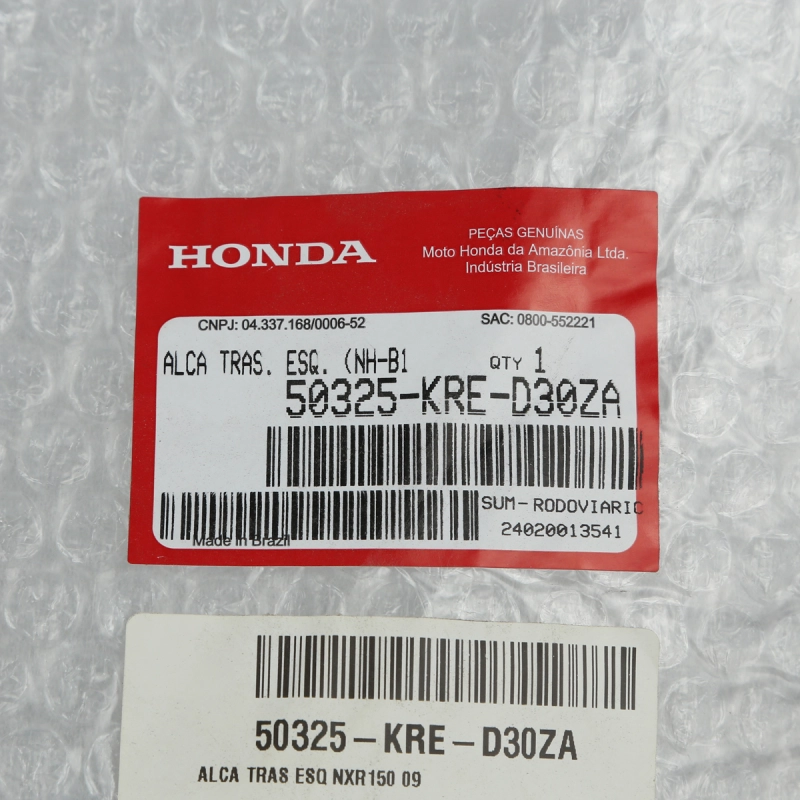 HONDA
PEÇAS GENUÍNAS
Moto Honda da Amazônia Ltda.
Indústria Brasileira
CNPJ: 04.337.168/0006-52
SAC: 0800-552221
ALCA TRAS. ESQ. (NH-B1
QTY 1
50325-KRE-D30ZA
SUM-RODOVIARIO
24020013541
Made in Brazil
50325-KRE-D30ZA
ALCA TRAS ESQ NXR150 09